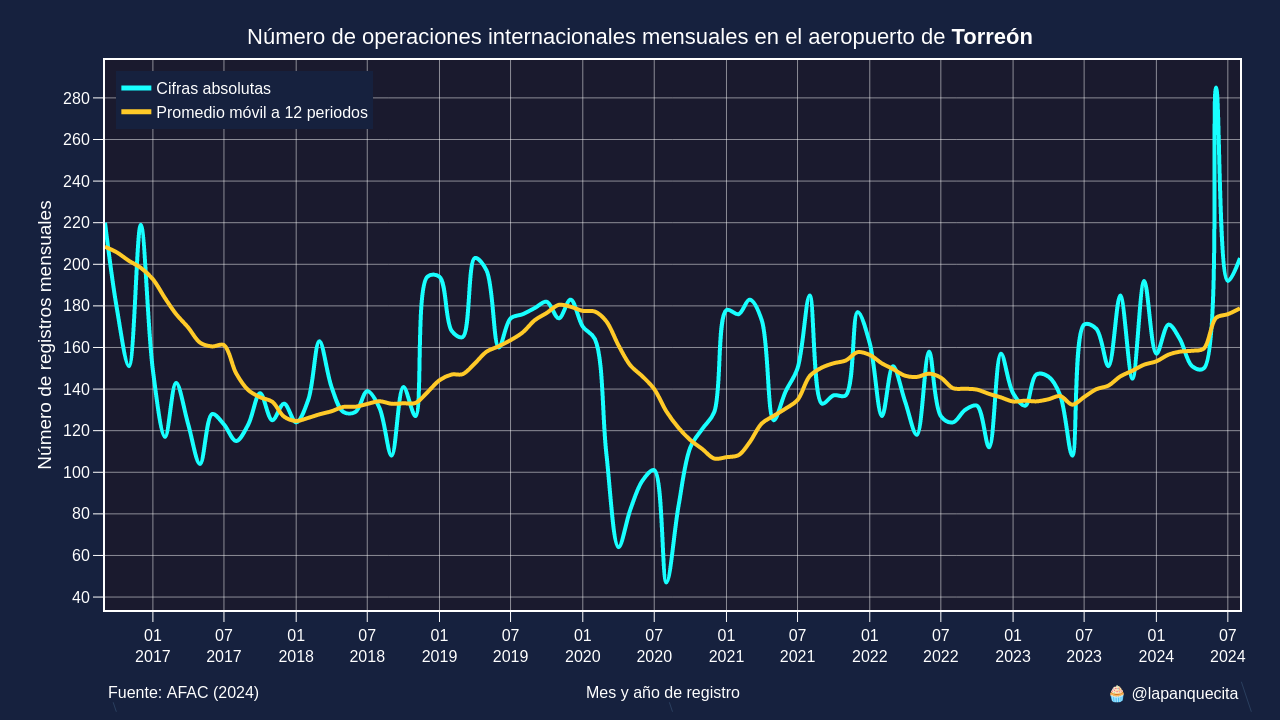 Número de operaciones internacionales mensuales en el aeropuerto de Torreón
Cifras absolutas
Promedio móvil a 12 periodos
Número de registros mensuales
280
260
240
220
200
180
160
140
120
100
80
60
40
01 07 01 07 01 07 01 07 01 07 01 07 01 07 01 07
2017 2017 2018 2018 2019 2019 2020 2020 2021 2021 2022 2022 2023 2023 2024 2024
Fuente: AFAC (2024)
Mes y año de registro
🧁 @lapanquecita